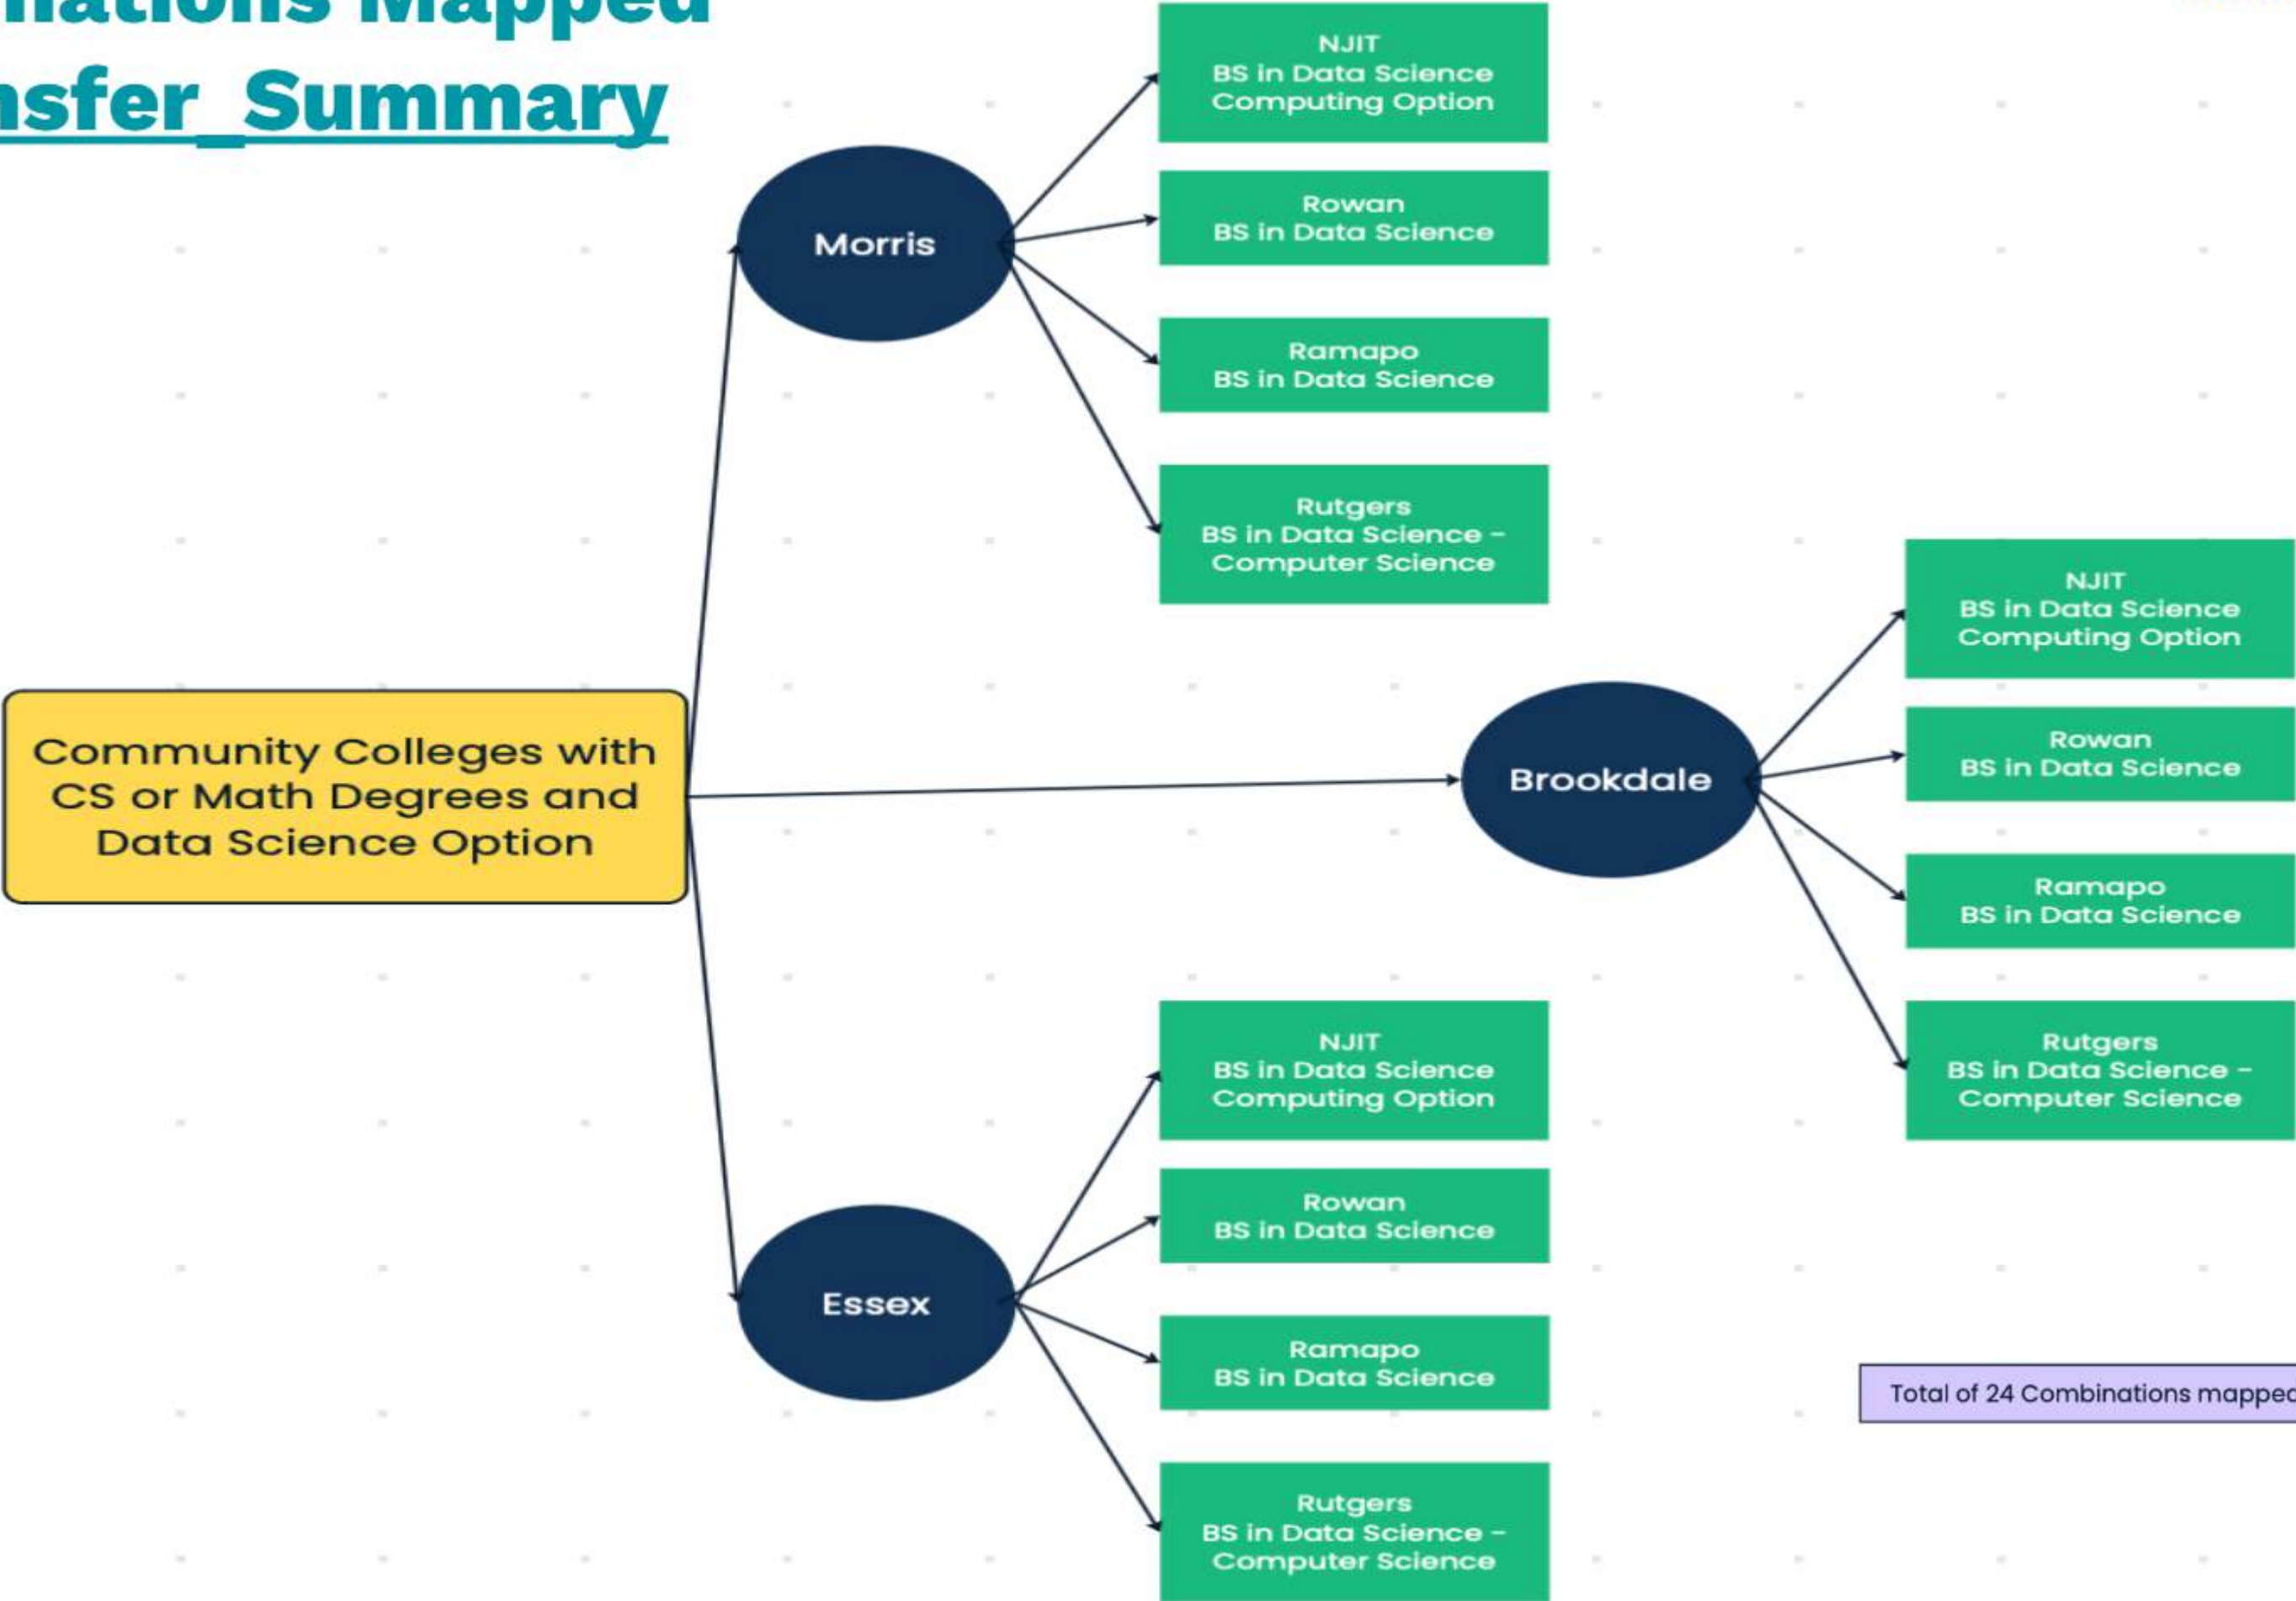 nations Mapped
nsfer_Summary
NJIT
BS in Data Science
Computing Option
Morris
Rowan
BS in Data Science
Ramapo
BS in Data Science
Rutgers
BS in Data Science -
Computer Science
Community Colleges with
CS or Math Degrees and
Data Science Option
Brookdale
NJIT
BS in Data Science
Computing Option
Rowan
BS in Data Science
Ramapo
BS in Data Science
Rutgers
BS in Data Science -
Computer Science
Essex
NJIT
BS in Data Science
Computing Option
Rowan
BS in Data Science
Ramapo
BS in Data Science
Rutgers
BS in Data Science -
Computer Science
Total of 24 Combinations mapped